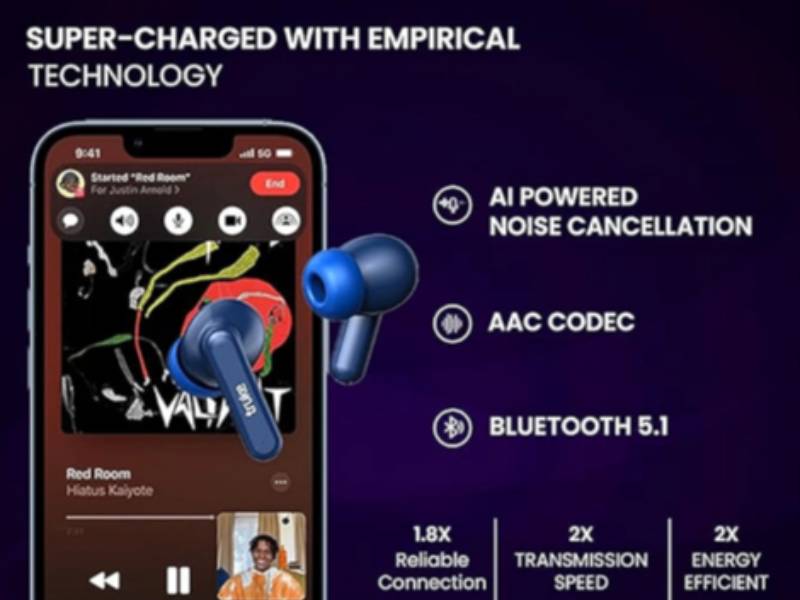 SUPER-CHARGED WITH EMPIRICAL
TECHNOLOGY
9:41
5G
Started "Red Room"
For Justin Arnold >
End
truke
Red Room
Hiatus Kaiyote
AI POWERED
NOISE CANCELLATION
AAC CODEC
BLUETOOTH 5.1
1.8X
Reliable
Connection
2X
TRANSMISSION
SPEED
2X
ENERGY
EFFICIENT